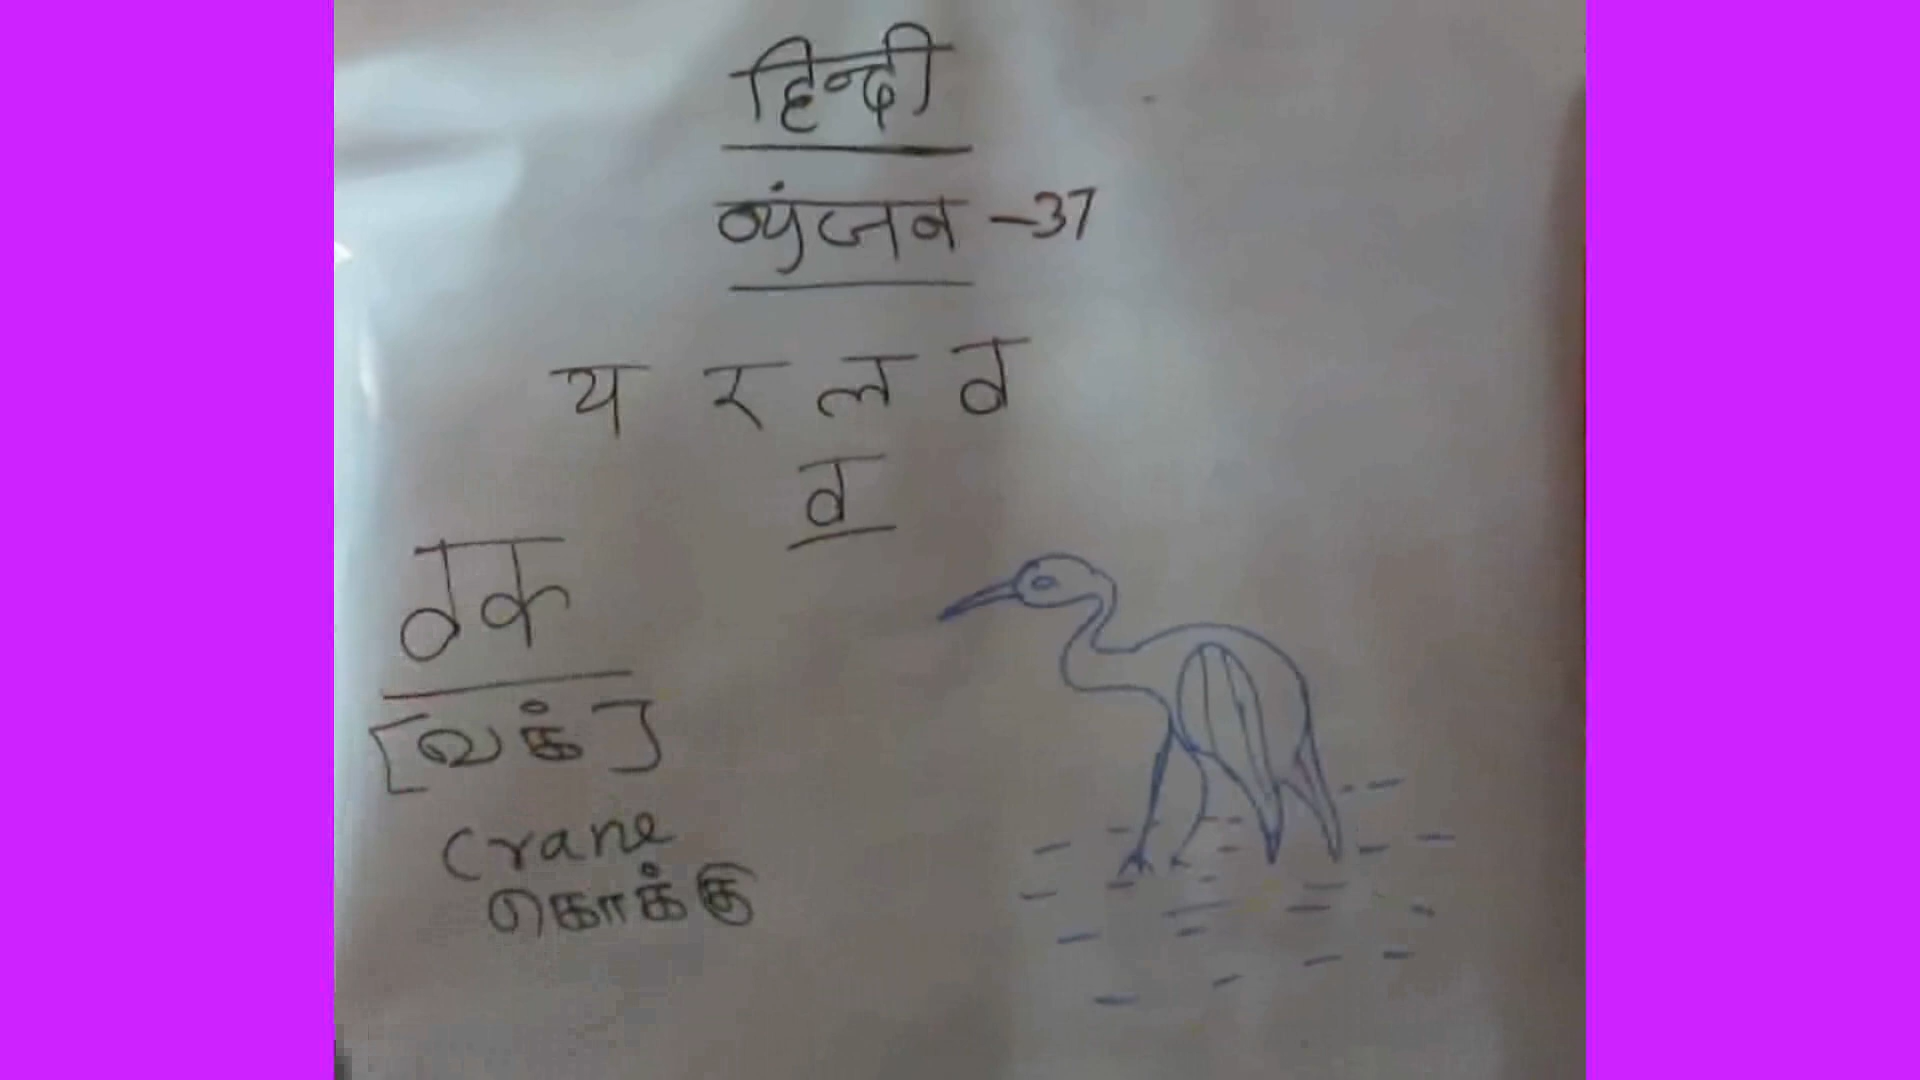 हिन्दी
व्यंजन -37
य र ल व
व
वक
[வக்]
Crane
கொக்கு